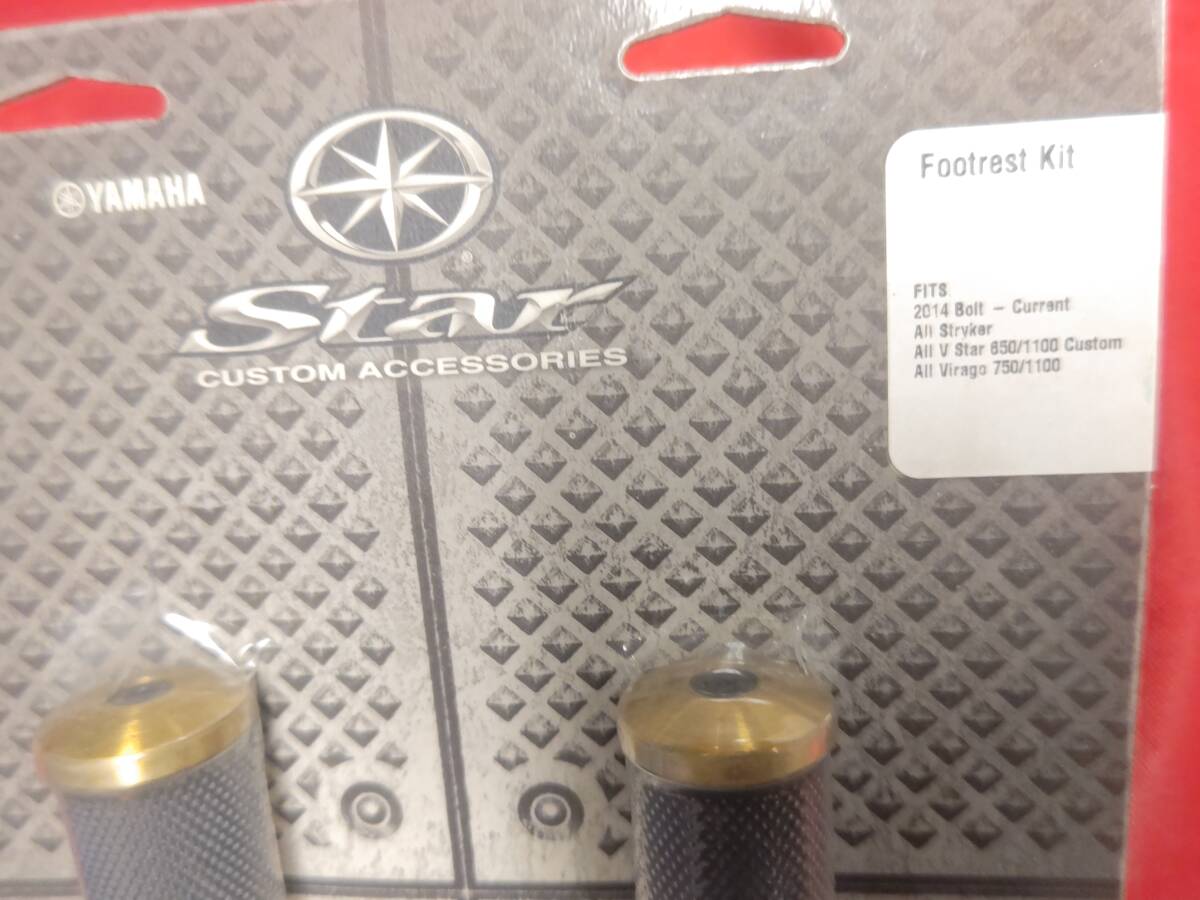 YAMAHA
Star
CUSTOM ACCESSORIES
Footrest Kit
FITS
2014 Bolt – Current
All Stryker
All V Star 650/1100 Custom
All Virago 750/1100